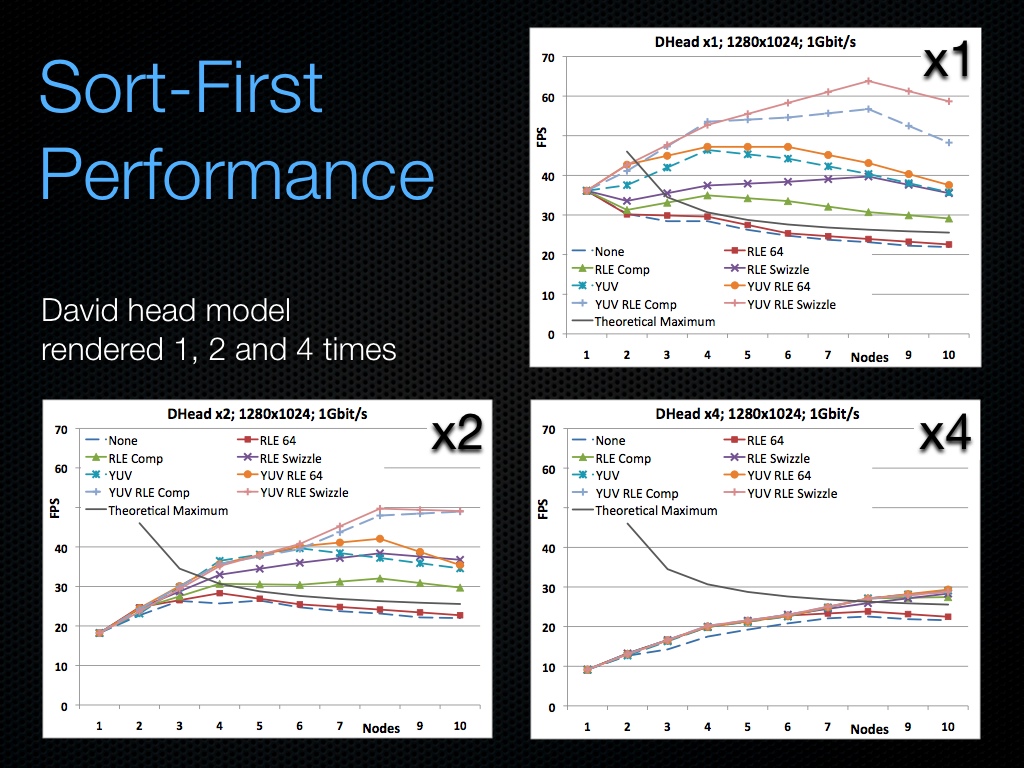 Sort-First
Performance
David head model
rendered 1, 2 and 4 times
DHead x1; 1280x1024; 1Gbit/s
x1
70
60
40
30
20
10
0
FPS
None
RLE 64
RLE Comp
RLE Swizzle
YUV
YUV RLE 64
YUV RLE Comp
YUV RLE Swizzle
Theoretical Maximum
1 2 3 4 5 6 7 Nodes 9 10
DHead x2; 1280x1024; 1Gbit/s
x2
70
60
40
30
20
10
0
FPS
None
RLE 64
RLE Comp
RLE Swizzle
YUV
YUV RLE 64
YUV RLE Comp
YUV RLE Swizzle
Theoretical Maximum
1 2 3 4 5 6 7 Nodes 9 10
DHead x4; 1280x1024; 1Gbit/s
x4
70
60
40
30
20
10
0
FPS
None
RLE 64
RLE Comp
RLE Swizzle
YUV
YUV RLE 64
YUV RLE Comp
YUV RLE Swizzle
Theoretical Maximum
1 2 3 4 5 6 7 Nodes 9 10